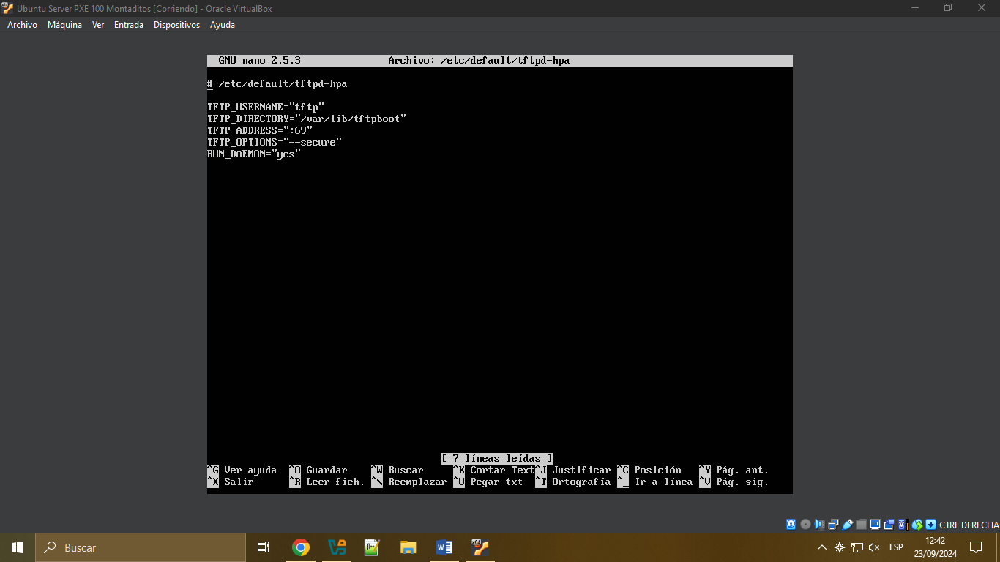 Ubuntu Server PXE 100 Montaditos [Corriendo] - Oracle VirtualBox
Archivo Máquina Ver Entrada Dispositivos Ayuda
GNU nano 2.5.3 Archivo: /etc/default/tftpd-hpa
# /etc/default/tftpd-hpa
TFTP_USERNAME="tftp"
TFTP_DIRECTORY="/var/lib/tftpboot"
TFTP_ADDRESS=":69"
TFTP_OPTIONS="--secure"
RUN_DAEMON="yes"
[ 7 líneas leídas ]
^G Ver ayuda ^O Guardar ^W Buscar ^K Cortar Text ^J Justificar ^C Posición ^Y Pág. ant.
^X Salir ^R Leer fich. ^\ Reemplazar ^U Pegar txt ^T Ortografía ^_ Ir a línea ^V Pág. sig.
CTRL DERECHA
Buscar
ESP
12:42
23/09/2024